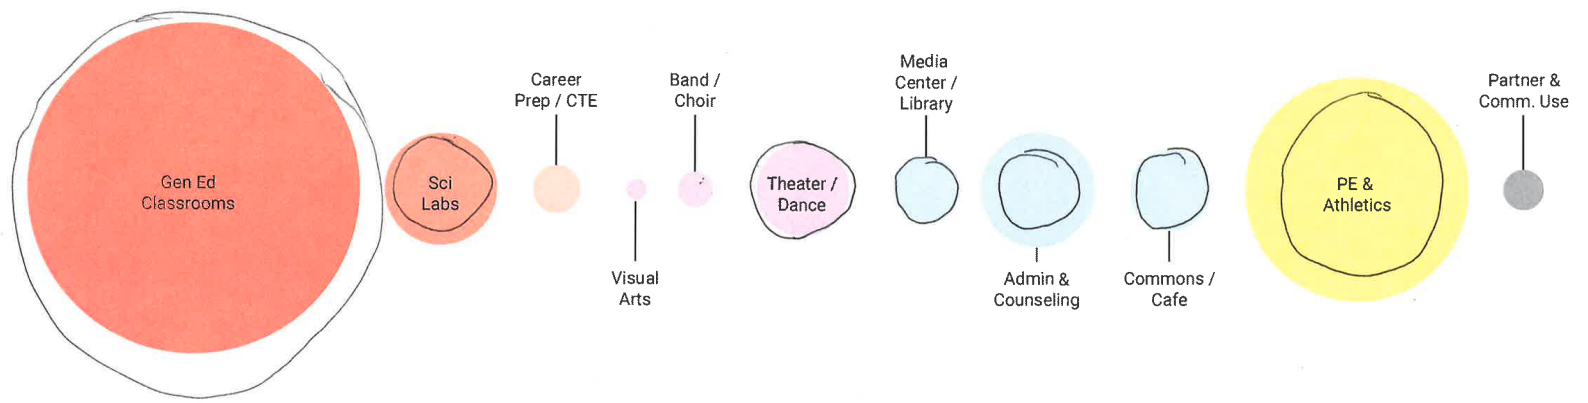 Gen Ed
Classrooms
Sci
Labs
Career
Prep / CTE
Visual
Arts
Band /
Choir
Theater /
Dance
Media
Center /
Library
Admin &
Counseling
Commons /
Cafe
PE &
Athletics
Partner &
Comm. Use